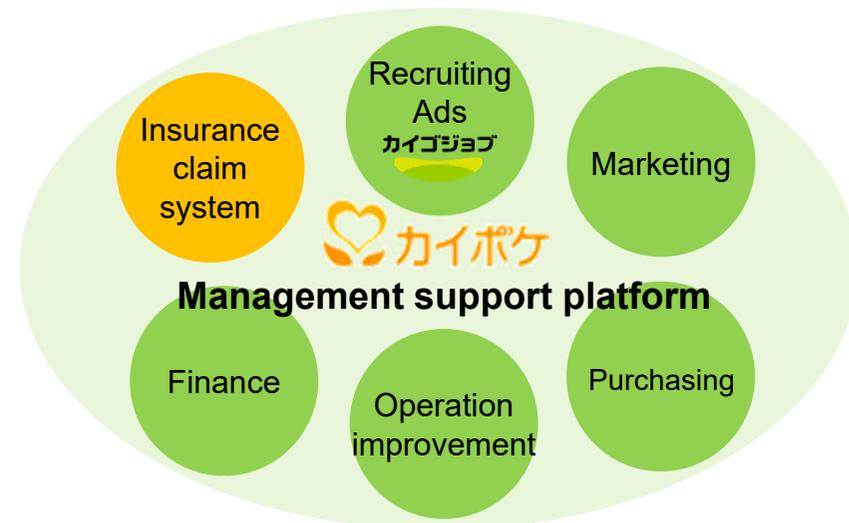 Recruiting
Ads
カイゴジョブ
Insurance
claim
system
Marketing
カイポケ
Management support platform
Finance
Operation
improvement
Purchasing